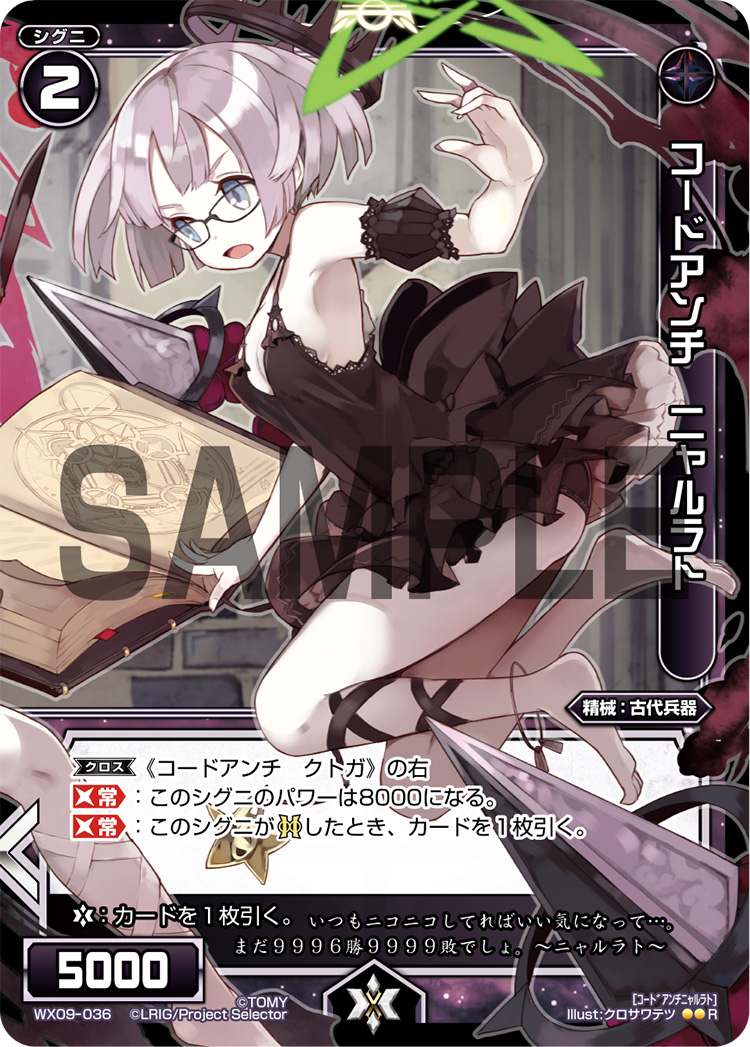 シグニ
2
コードアンチ　ニャルラト
SAMPLE
精械：古代兵器
クロス 《コードアンチ　クトガ》の右
常：このシグニのパワーは8000になる。
常：このシグニがHしたとき、カードを1枚引く。
：カードを1枚引く。
いつもニコニコしてればいい気になって…。
まだ９９９６勝９９９９敗でしょ。～ニャルラト～
5000
WX09-036 ©LRIG/Project Selector
©TOMY
[ｺｰﾄﾞｱﾝﾁﾆｬﾙﾗﾄ]
Illust:クロサワテツ R